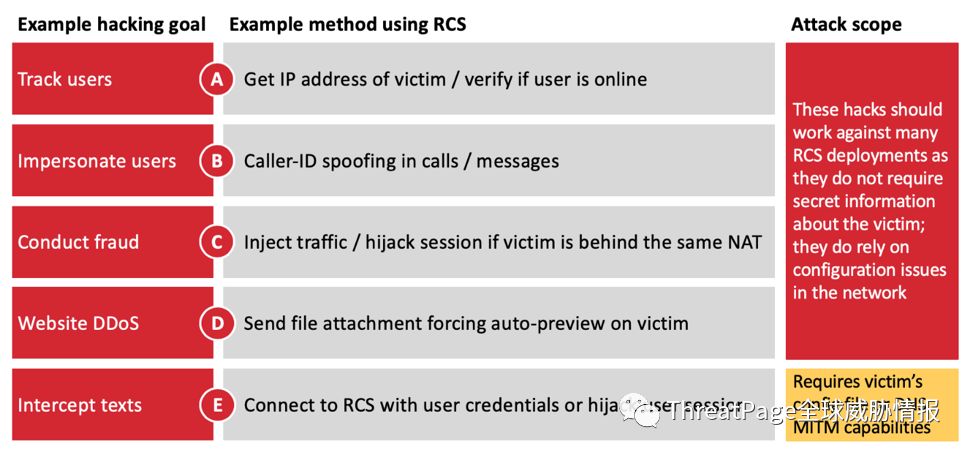 Example hacking goal
Example method using RCS
Attack scope
Track users
A
Get IP address of victim / verify if user is online
Impersonate users
B
Caller-ID spoofing in calls / messages
Conduct fraud
C
Inject traffic / hijack session if victim is behind the same NAT
Website DDoS
D
Send file attachment forcing auto-preview on victim
These hacks should
work against many
RCS deployments as
they do not require
secret information
about the victim;
they do rely on
configuration issues
in the network
Intercept texts
E
Connect to RCS with user credentials or user session
Requires victim's
MITM capabilities
ThreatPage全球威胁情报